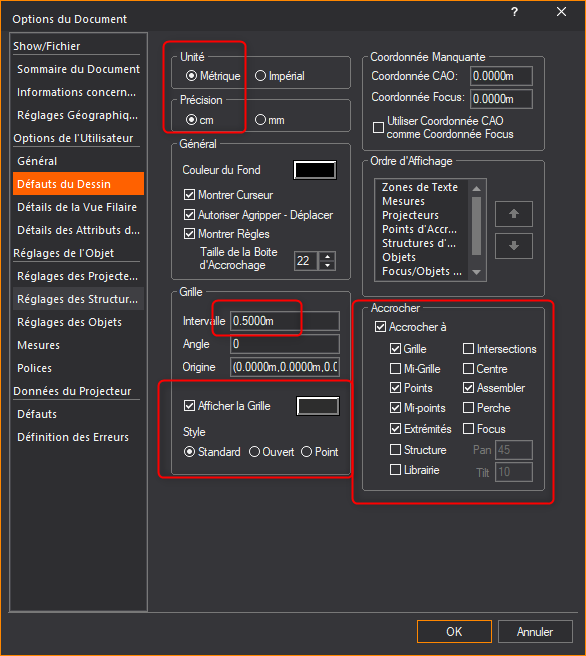 Options du Document
?
Show/Fichier
Sommaire du Document
Informations concern...
Réglages Géographiq...
Options de l'Utilisateur
Général
Défauts du Dessin
Détails de la Vue Filaire
Détails des Attributs d...
Réglages de l'Objet
Réglages des Projecte...
Réglages des Structur...
Réglages des Objets
Mesures
Polices
Données du Projecteur
Défauts
Définition des Erreurs
Unité
Métrique Impérial
Précision
cm mm
Général
Couleur du Fond
Montrer Curseur
Autoriser Agripper - Déplacer
Montrer Règles
Taille de la Boite
d'Accrochage 22
Grille
Intervalle 0.5000m
Angle 0
Origine (0.0000m,0.0000m,0.0
Afficher la Grille
Style
Standard Ouvert Point
Coordonnée Manquante
Coordonnée CAO: 0.0000m
Coordonnée Focus: 0.0000m
Utiliser Coordonnée CAO
comme Coordonnée Focus
Ordre d'Affichage
Zones de Texte
Mesures
Projecteurs
Points d'Accr...
Structures d'...
Objets
Focus/Objets ...
Accrocher
Accrocher à
Grille Intersections
Mi-Grille Centre
Points Assembler
Mi-points Perche
Extrémités Focus
Structure Pan 45
Librairie Tilt 10
OK Annuler